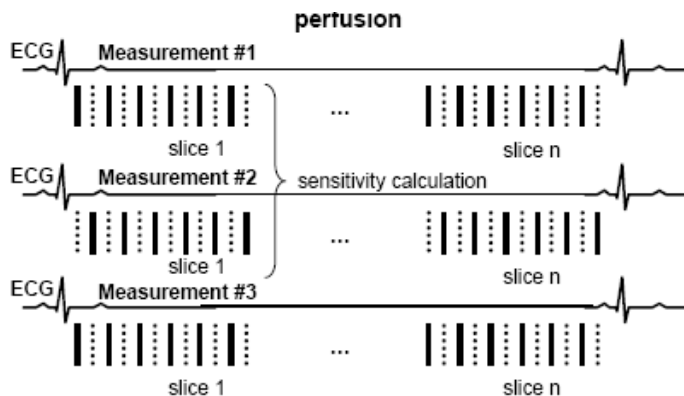 perfusion
ECG Measurement #1
...
slice 1 slice n
ECG Measurement #2
sensitivity calculation
...
slice 1 slice n
ECG Measurement #3
...
slice 1 slice n